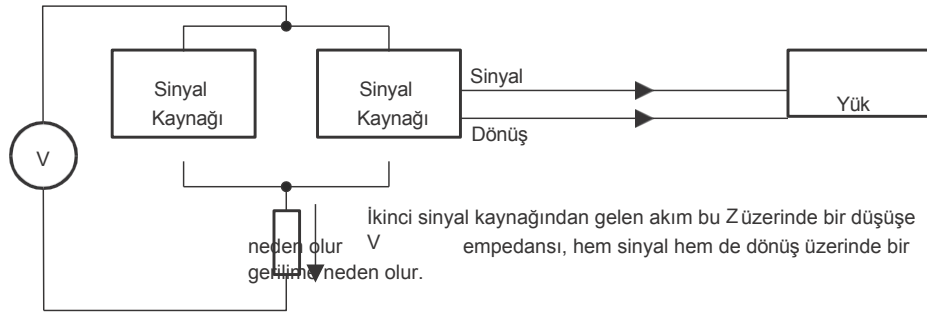 Sinyal
Kaynağı
Sinyal
Kaynağı
Sinyal
Dönüş
Yük
V
İkinci sinyal kaynağından gelen akım bu Z üzerinde bir düşüşe
neden olur V empedansı, hem sinyal hem de dönüş üzerinde bir
gerilime neden olur.